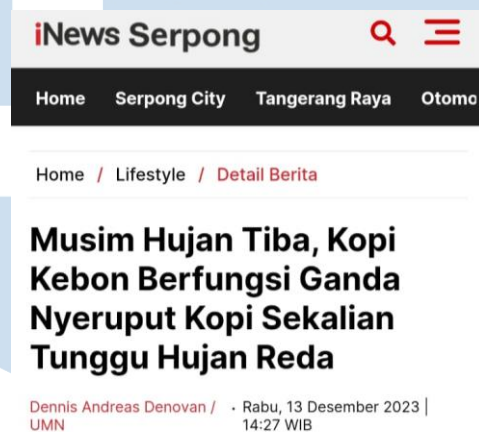 iNews Serpong
Home Serpong City Tangerang Raya Otomo
Home / Lifestyle / Detail Berita
Musim Hujan Tiba, Kopi
Kebon Berfungsi Ganda
Nyeruput Kopi Sekalian
Tunggu Hujan Reda
Dennis Andreas Denovan / · Rabu, 13 Desember 2023 |
UMN 14:27 WIB